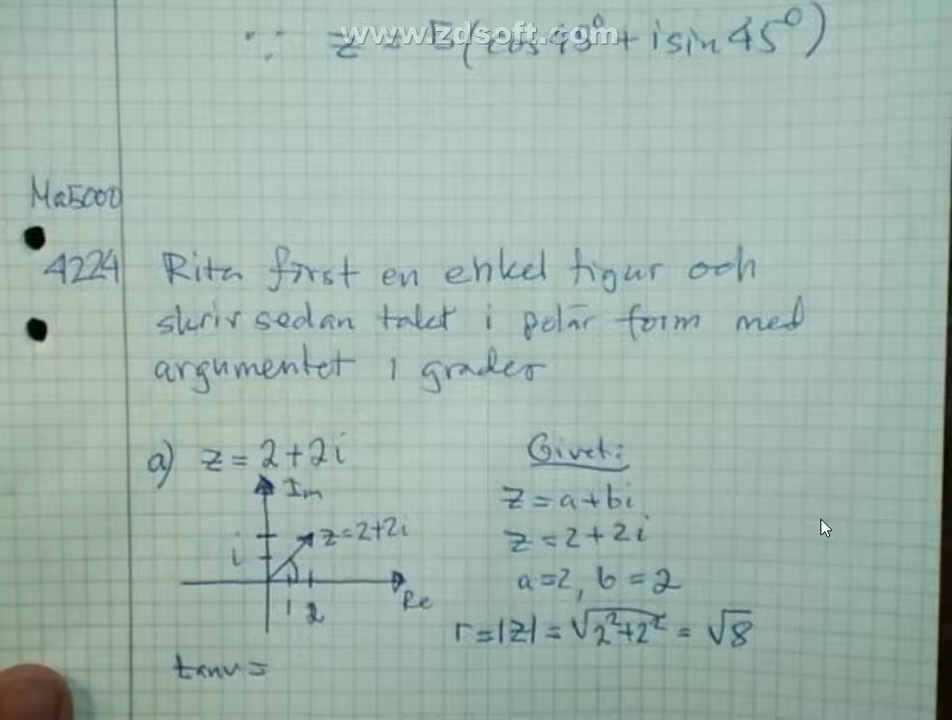 www.zdsoft.com
∵ z = 5(cos 45° + i sin 45°)
Ma5000
4224 Rita först en enkel figur och
skriv sedan talet i polär form med
argumentet i grader
a) z = 2 + 2i
Im
z = 2 + 2i
i
1 2
Re
tanv =
Givet:
z = a + bi
z = 2 + 2i
a = 2, b = 2
r = |z| = √2²+2² = √8